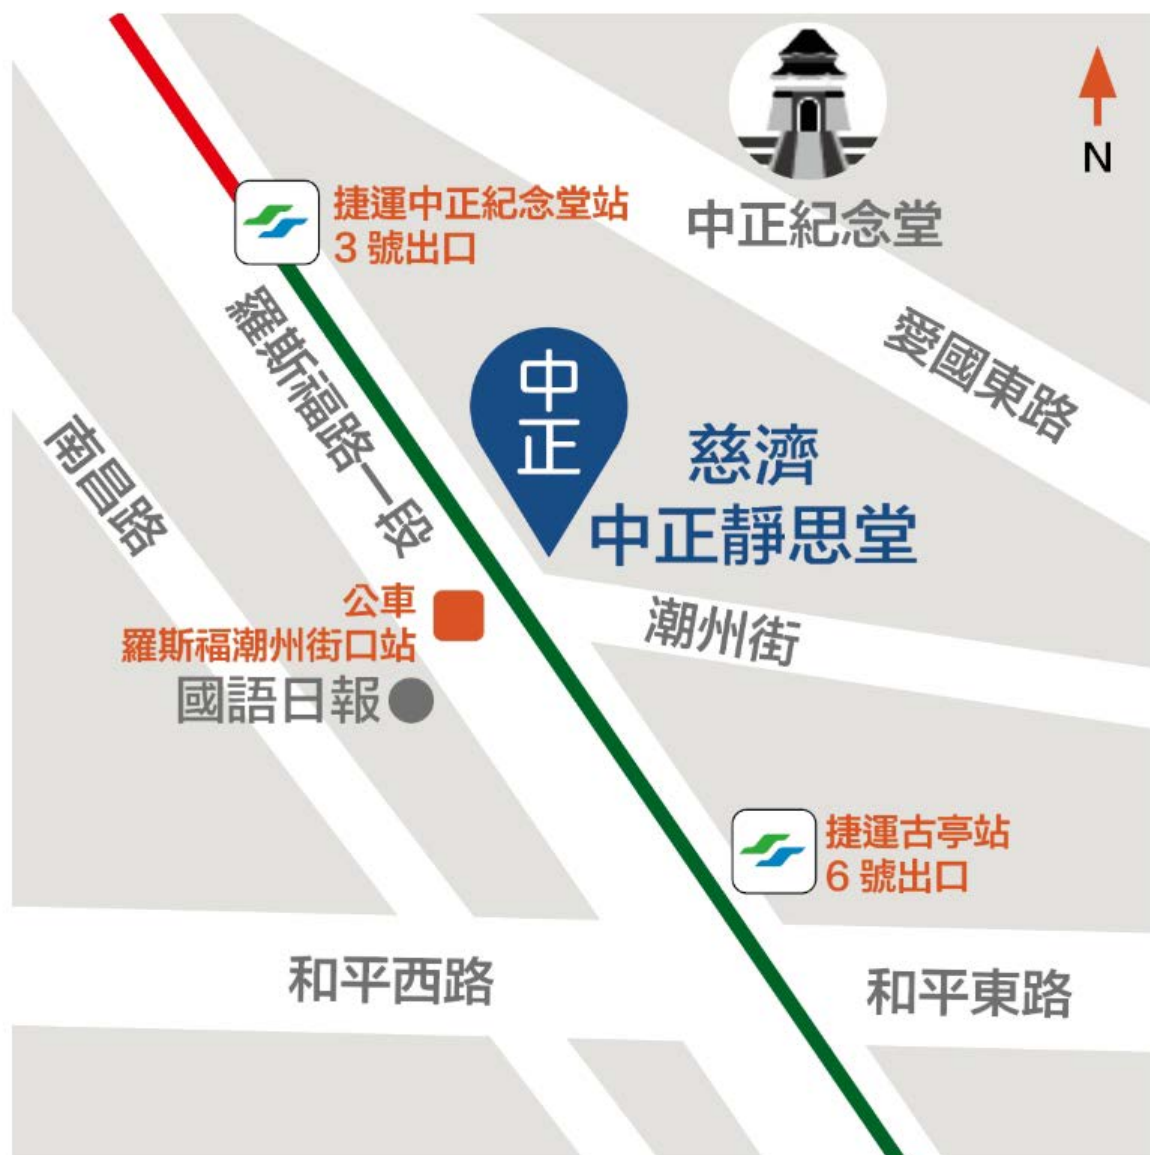 N
捷運中正紀念堂站
3 號出口
中正紀念堂
羅斯福路一段
愛國東路
南昌路
中正
慈濟
中正靜思堂
公車
羅斯福潮州街口站
潮州街
國語日報
捷運古亭站
6 號出口
和平西路
和平東路